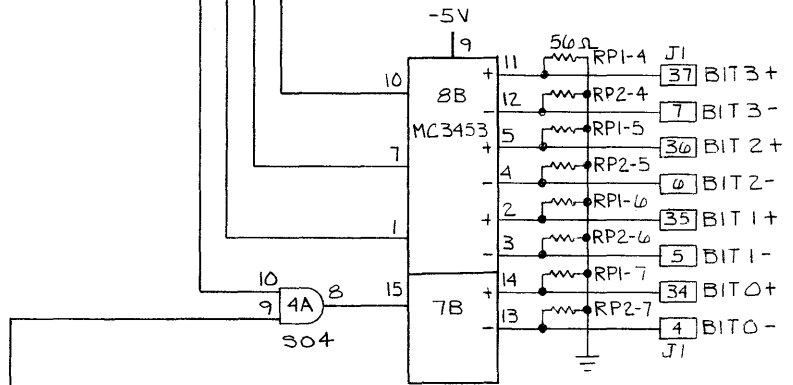 -5V
9
56Ω J1
11 RP1-4 37 BIT3+
10 8B + RP2-4
12 - 7 BIT3-
MC3453 RP1-5
5 + 36 BIT2+
7 RP2-5
4 - 6 BIT2-
RP1-6
2 + 35 BIT1+
1 RP2-6
3 - 5 BIT1-
RP1-7
10 14 + 34 BIT0+
9 4A 8 15 7B RP2-7
13 - 4 BIT0-
S04 J1